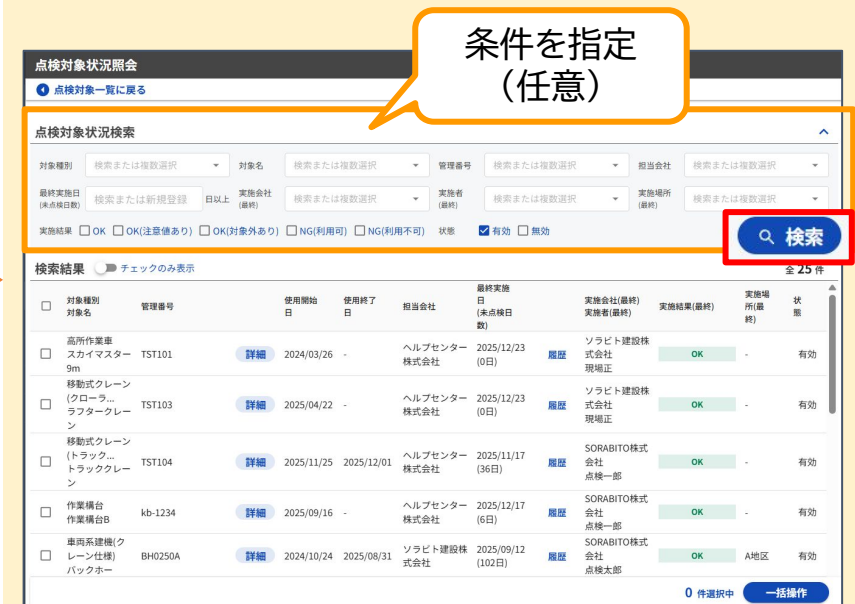 条件を指定
（任意）
点検対象状況照会
点検対象一覧に戻る
点検対象状況検索
対象種別 検索または複数選択 対象名 検索または複数選択 管理番号 検索または複数選択 担当会社 検索または複数選択
最終実施日 (未点検日数) 検索または新規登録 日以上 実施会社 (最終) 検索または複数選択 実施者 (最終) 検索または複数選択 実施場所 (最終) 検索または複数選択
実施結果 OK OK(注意値あり) OK(対象外あり) NG(利用可) NG(利用不可) 状態 有効 無効
検索
検索結果 チェックのみ表示 全 25 件
対象種別
対象名
管理番号
使用開始
日
使用終了
日
担当会社
最終実施
日
(未点検日
数)
実施会社(最終)
実施者(最終)
実施結果(最終)
実施場
所(最
終)
状
態
高所作業車
スカイマスター
9m
TST101
詳細
2024/03/26
-
ヘルプセンター
株式会社
2025/12/23
(0日)
履歴
ソラビト建設株
式会社
現場正
OK
-
有効
移動式クレーン
(クローラ...
ラフタークレー
ン
TST103
詳細
2025/04/22
-
ヘルプセンター
株式会社
2025/12/23
(0日)
履歴
ソラビト建設株
式会社
現場正
OK
-
有効
移動式クレーン
(トラック...
トラッククレー
ン
TST104
詳細
2025/11/25
2025/12/01
ヘルプセンター
株式会社
2025/11/17
(36日)
履歴
SORABITO株式
会社
点検一郎
OK
-
有効
作業構台
作業構台B
kb-1234
詳細
2025/09/16
-
ヘルプセンター
株式会社
2025/12/17
(6日)
履歴
SORABITO株式
会社
点検一郎
OK
-
有効
車両系建機(ク
レーン仕様)
バックホー
BH0250A
詳細
2024/10/24
2025/08/31
ソラビト建設株
式会社
2025/09/12
(102日)
履歴
SORABITO株式
会社
点検太郎
OK
A地区
有効
0 件選択中
一括操作